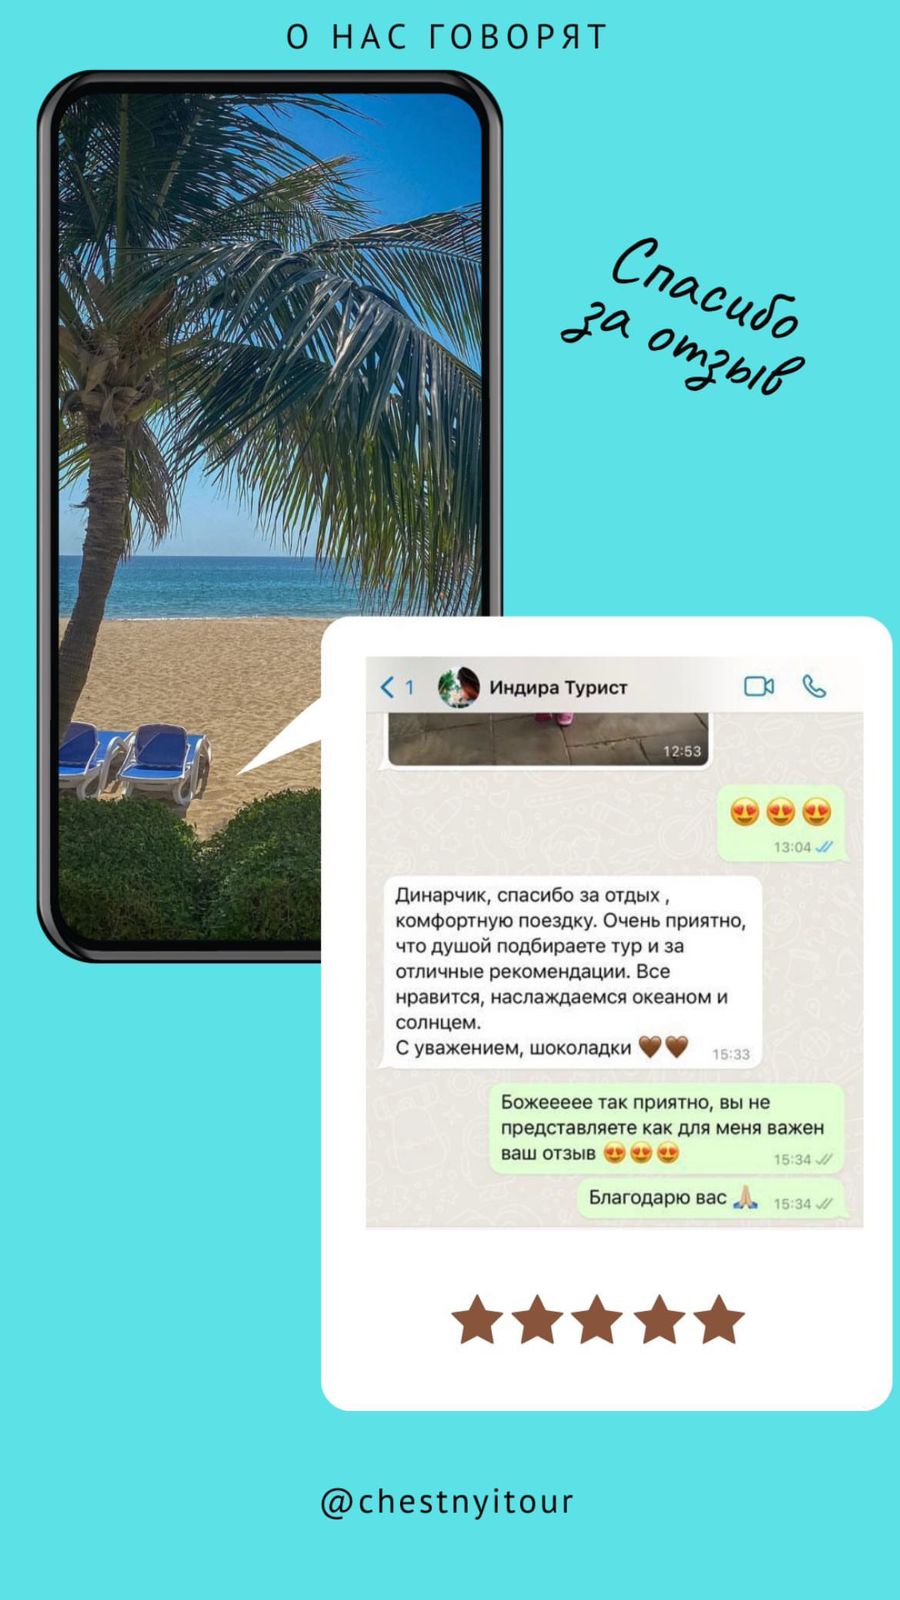 О НАС ГОВОРЯТ
Спасибо
за отзыв
1 Индира Турист
12:53
😍😍😍
13:04
Динарчик, спасибо за отдых ,
комфортную поездку. Очень приятно,
что душой подбираете тур и за
отличные рекомендации. Все
нравится, наслаждаемся океаном и
солнцем.
С уважением, шоколадки 🤎🤎 15:33
Божеееее так приятно, вы не
представляете как для меня важен
ваш отзыв 😍😍😍 15:34
Благодарю вас 🙏🏼 15:34
@chestnyitour